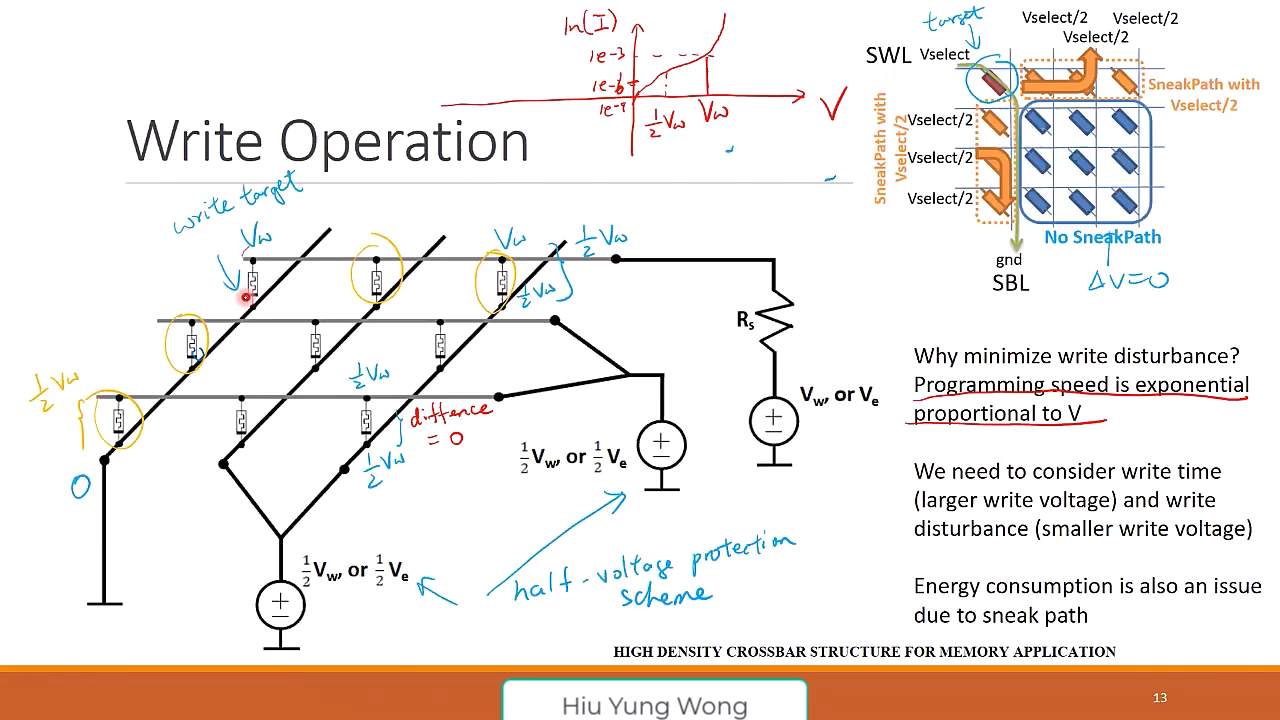 Write Operation
ln(I)
1e-3
1e-6
1e-9
½ Vw
Vw
V
target
Vselect/2
Vselect/2
Vselect/2
SWL
Vselect
SneakPath with
Vselect/2
SneakPath with
Vselect/2
Vselect/2
Vselect/2
Vselect/2
No SneakPath
gnd
SBL
ΔV=0
write target
Vw
Vw
½ Vw
½ Vw
½ Vw
0
½ Vw
diffence
= 0
½ Vw
Rs
Vw, or Ve
½ Vw, or ½ Ve
½ Vw, or ½ Ve
half-voltage protection
scheme
Why minimize write disturbance?
Programming speed is exponential
proportional to V
We need to consider write time
(larger write voltage) and write
disturbance (smaller write voltage)
Energy consumption is also an issue
due to sneak path
HIGH DENSITY CROSSBAR STRUCTURE FOR MEMORY APPLICATION
Hiu Yung Wong
13